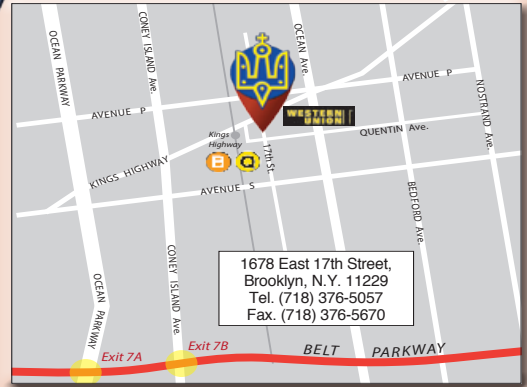 OCEAN PARKWAY
CONEY ISLAND Ave.
OCEAN Ave.
AVENUE P
NOSTRAND Ave.
AVENUE P
WESTERN
UNION
QUENTIN Ave.
Kings
Highway
17th St.
B Q
KINGS HIGHWAY
AVENUE S
BEDFORD Ave.
CONEY ISLAND Ave.
OCEAN PARKWAY
1678 East 17th Street,
Brooklyn, N.Y. 11229
Tel. (718) 376-5057
Fax. (718) 376-5670
Exit 7A
Exit 7B
BELT PARKWAY